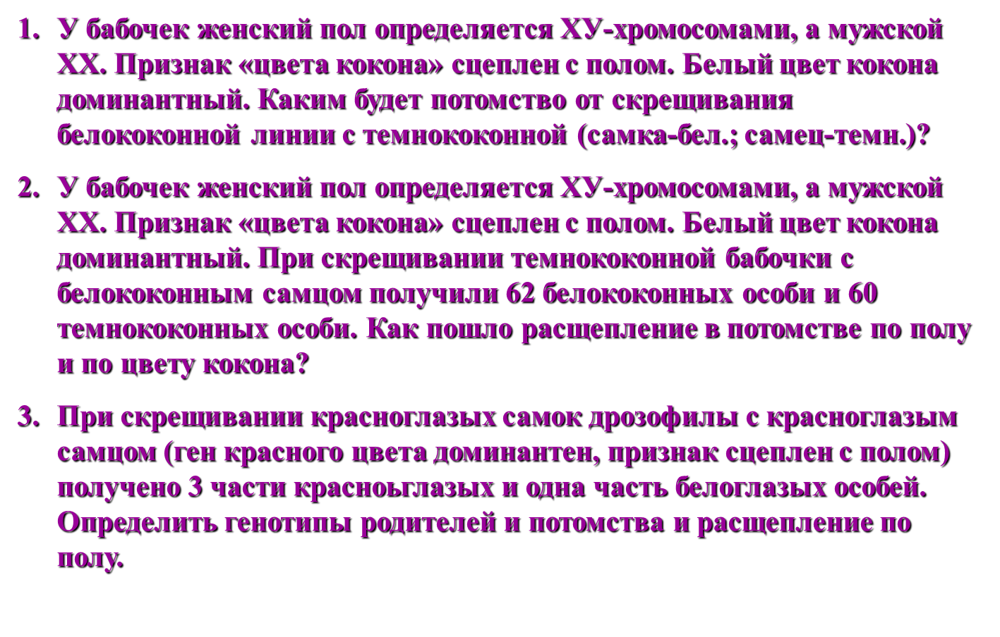 1. У бабочек женский пол определяется ХУ-хромосомами, а мужской
ХХ. Признак «цвета кокона» сцеплен с полом. Белый цвет кокона
доминантный. Каким будет потомство от скрещивания
белококонной линии с темнококонной (самка-бел.; самец-темн.)?
2. У бабочек женский пол определяется ХУ-хромосомами, а мужской
ХХ. Признак «цвета кокона» сцеплен с полом. Белый цвет кокона
доминантный. При скрещивании темнококонной бабочки с
белококонным самцом получили 62 белококонных особи и 60
темнококонных особи. Как пошло расщепление в потомстве по полу
и по цвету кокона?
3. При скрещивании красноглазых самок дрозофилы с красноглазым
самцом (ген красного цвета доминантен, признак сцеплен с полом)
получено 3 части красноьглазых и одна часть белоглазых особей.
Определить генотипы родителей и потомства и расщепление по
полу.